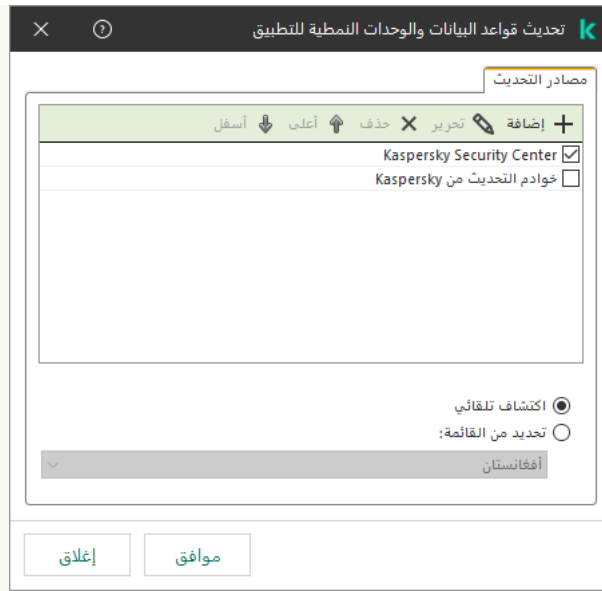 تحديث قواعد البيانات والوحدات النمطية للتطبيق
مصادر التحديث
إضافة تحرير حذف أعلى أسفل
Kaspersky Security Center
خوادم التحديث من Kaspersky
اكتشاف تلقائي
تحديد من القائمة:
أفغانستان
موافق إغلاق